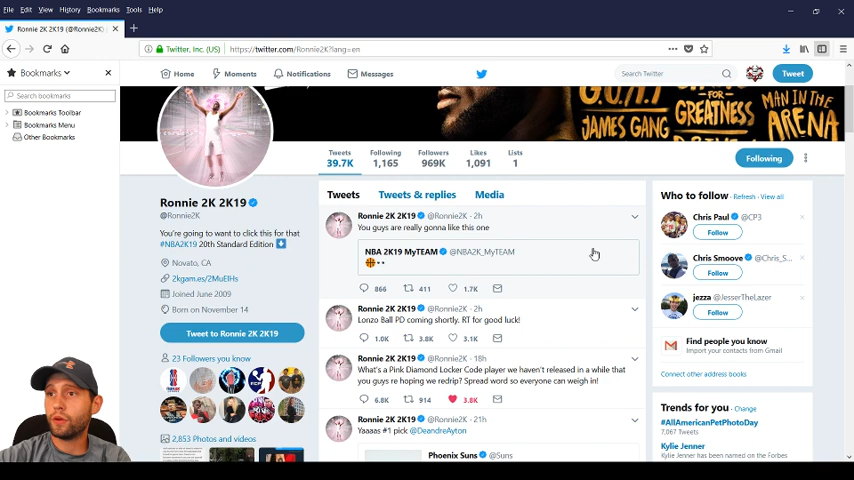 File Edit View History Bookmarks Tools Help
Ronnie 2K 2K19 (@Ronnie2K)
Twitter, Inc. (US) https://twitter.com/Ronnie2K?lang=en
Bookmarks
Search bookmarks
Bookmarks Toolbar
Bookmarks Menu
Other Bookmarks
Home Moments Notifications Messages Search Twitter Tweet
G.O.A.T
JAMES GANG
FOR
GREATNESS
MAN IN THE
ARENA
Tweets Following Followers Likes Lists
39.7K 1,165 969K 1,091 1
Following
Ronnie 2K 2K19
@Ronnie2K
You're going to want to click this for that
#NBA2K19 20th Standard Edition
Novato, CA
2kgam.es/2MuEIHs
Joined June 2009
Born on November 14
Tweet to Ronnie 2K 2K19
23 Followers you know
2,853 Photos and videos
Tweets Tweets & replies Media
Ronnie 2K 2K19 @Ronnie2K · 2h
You guys are really gonna like this one
NBA 2K19 MyTEAM @NBA2K_MyTEAM
🏀👀
866 411 1.7K
Ronnie 2K 2K19 @Ronnie2K · 2h
Lonzo Ball PD coming shortly. RT for good luck!
1.0K 3.8K 3.1K
Ronnie 2K 2K19 @Ronnie2K · 18h
What's a Pink Diamond Locker Code player we haven't released in a while that
you guys re hoping we redrip? Spread word so everyone can weigh in!
6.8K 914 3.8K
Ronnie 2K 2K19 @Ronnie2K · 21h
Yaaaas #1 pick @DeandreAyton
Phoenix Suns @Suns
Who to follow · Refresh · View all
Chris Paul @CP3
Follow
Chris Smoove @Chris_S...
Follow
jezza @JesserTheLazer
Follow
Find people you know
Import your contacts from Gmail
Connect other address books
Trends for you · Change
#AllAmericanPetPhotoDay
7,067 Tweets
Kylie Jenner
Kylie Jenner has been named on the Forbes